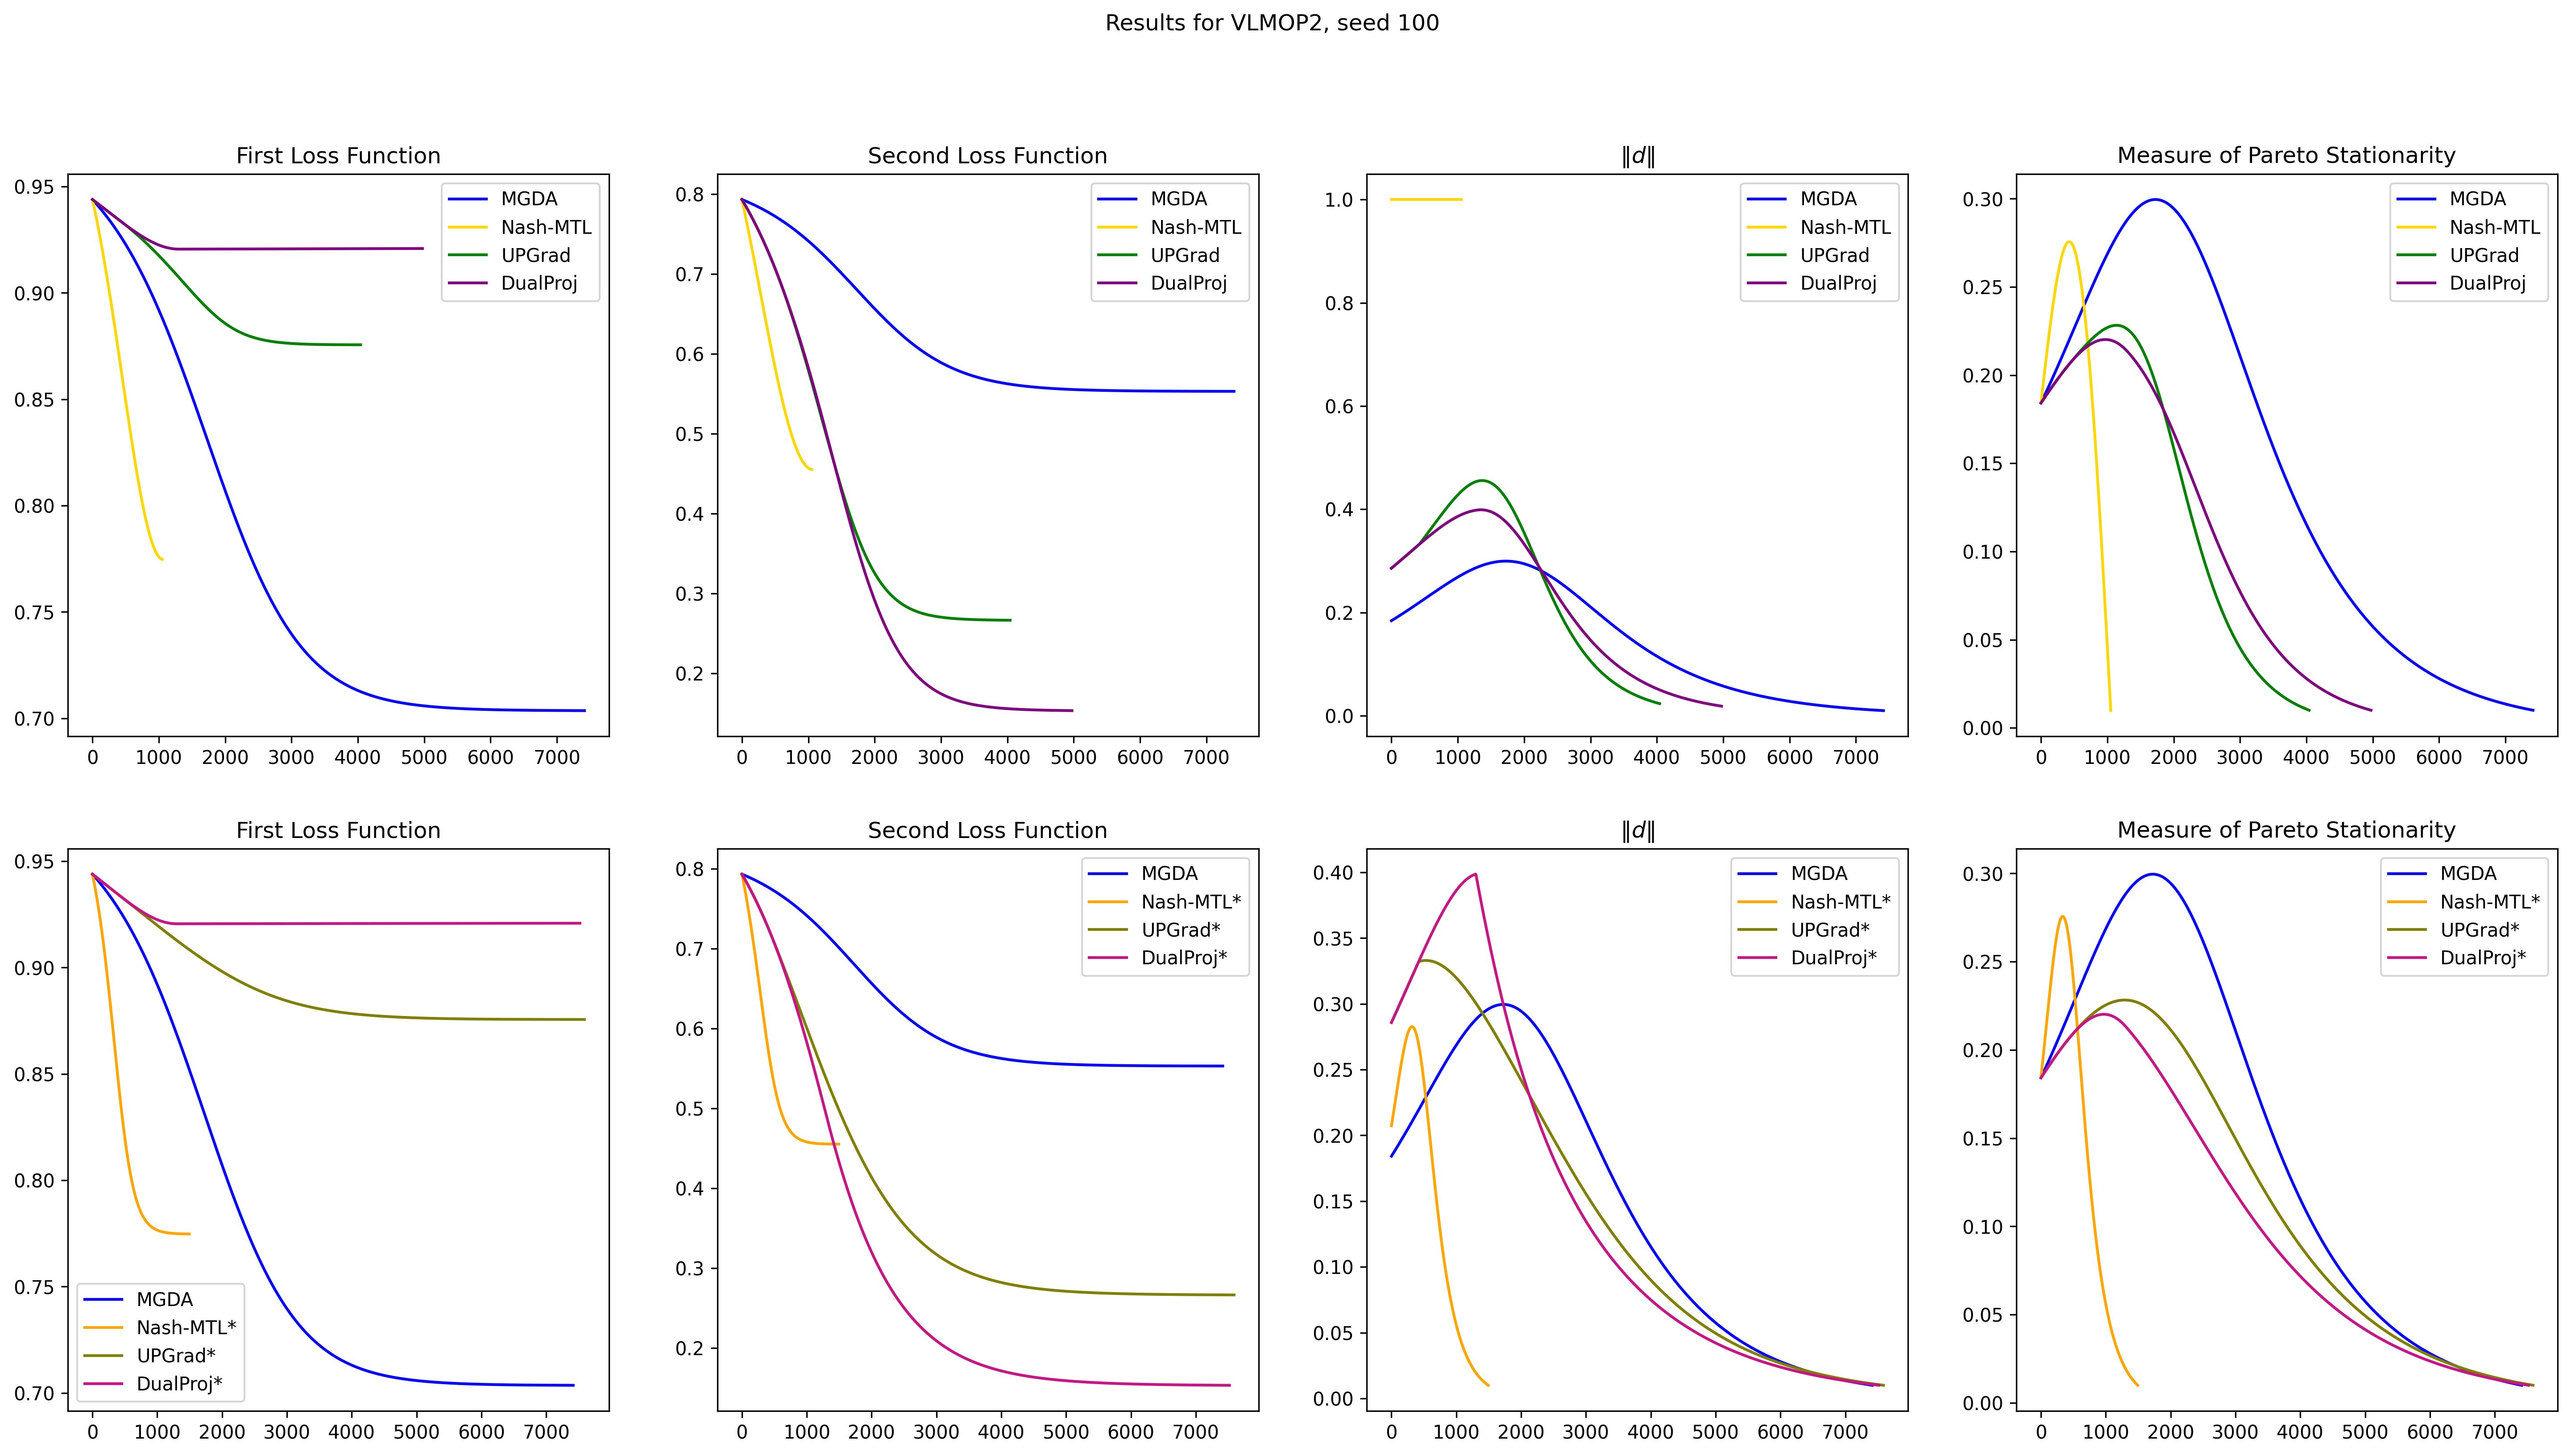 Results for VLMOP2, seed 100
First Loss Function
0.95
0.90
0.85
0.80
0.75
0.70
0 1000 2000 3000 4000 5000 6000 7000
MGDA
Nash-MTL
UPGrad
DualProj
Second Loss Function
0.8
0.7
0.6
0.5
0.4
0.3
0.2
0 1000 2000 3000 4000 5000 6000 7000
MGDA
Nash-MTL
UPGrad
DualProj
‖d‖
1.0
0.8
0.6
0.4
0.2
0.0
0 1000 2000 3000 4000 5000 6000 7000
MGDA
Nash-MTL
UPGrad
DualProj
Measure of Pareto Stationarity
0.30
0.25
0.20
0.15
0.10
0.05
0.00
0 1000 2000 3000 4000 5000 6000 7000
MGDA
Nash-MTL
UPGrad
DualProj
First Loss Function
0.95
0.90
0.85
0.80
0.75
0.70
0 1000 2000 3000 4000 5000 6000 7000
MGDA
Nash-MTL*
UPGrad*
DualProj*
Second Loss Function
0.8
0.7
0.6
0.5
0.4
0.3
0.2
0 1000 2000 3000 4000 5000 6000 7000
MGDA
Nash-MTL*
UPGrad*
DualProj*
‖d‖
0.40
0.35
0.30
0.25
0.20
0.15
0.10
0.05
0.00
0 1000 2000 3000 4000 5000 6000 7000
MGDA
Nash-MTL*
UPGrad*
DualProj*
Measure of Pareto Stationarity
0.30
0.25
0.20
0.15
0.10
0.05
0.00
0 1000 2000 3000 4000 5000 6000 7000
MGDA
Nash-MTL*
UPGrad*
DualProj*